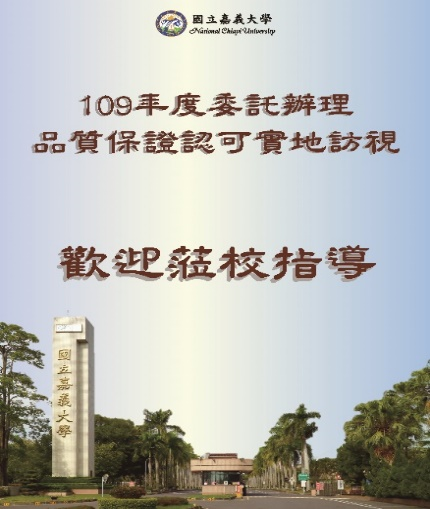 國立嘉義大學
National Chiayi University
109年度委託辦理
品質保證認可實地訪視
歡迎蒞校指導
國立嘉義大學